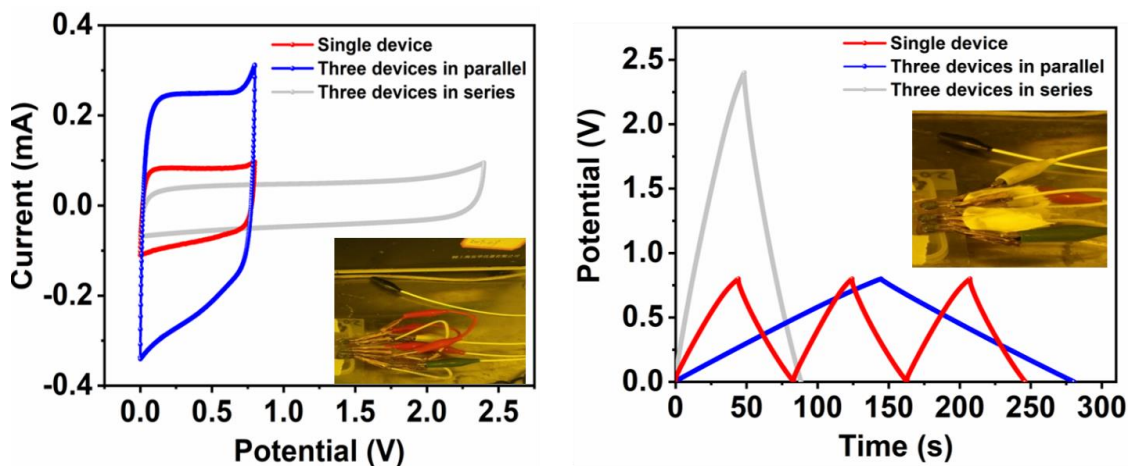 0.4
0.2
0.0
-0.2
-0.4
Current (mA)
Single device
Three devices in parallel
Three devices in series
0.0 0.5 1.0 1.5 2.0 2.5
Potential (V)
2.5
2.0
1.5
1.0
0.5
0.0
Potential (V)
Single device
Three devices in parallel
Three devices in series
0 50 100 150 200 250 300
Time (s)